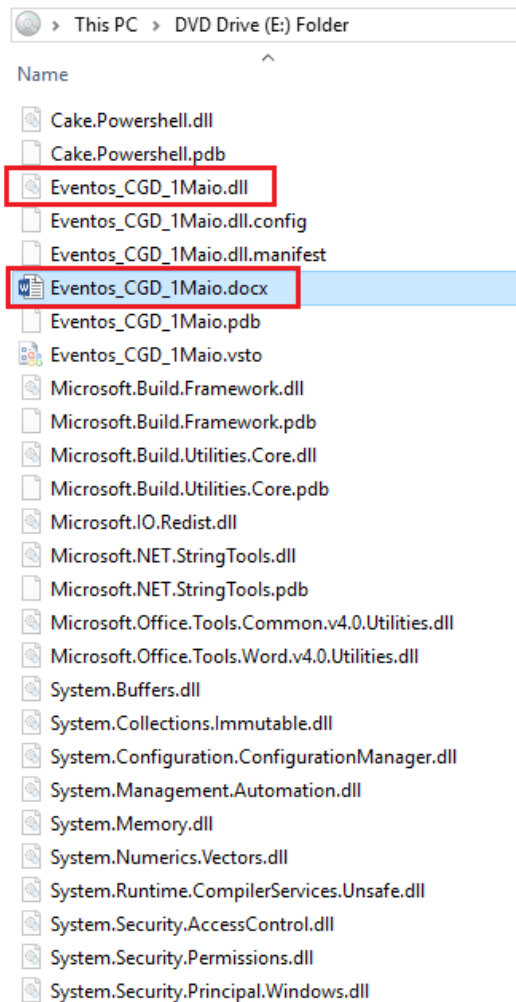 This PC > DVD Drive (E:) Folder
Name
Cake.Powershell.dll
Cake.Powershell.pdb
Eventos_CGD_1Maio.dll
Eventos_CGD_1Maio.dll.config
Eventos_CGD_1Maio.dll.manifest
Eventos_CGD_1Maio.docx
Eventos_CGD_1Maio.pdb
Eventos_CGD_1Maio.vsto
Microsoft.Build.Framework.dll
Microsoft.Build.Framework.pdb
Microsoft.Build.Utilities.Core.dll
Microsoft.Build.Utilities.Core.pdb
Microsoft.IO.Redist.dll
Microsoft.NET.StringTools.dll
Microsoft.NET.StringTools.pdb
Microsoft.Office.Tools.Common.v4.0.Utilities.dll
Microsoft.Office.Tools.Word.v4.0.Utilities.dll
System.Buffers.dll
System.Collections.Immutable.dll
System.Configuration.ConfigurationManager.dll
System.Management.Automation.dll
System.Memory.dll
System.Numerics.Vectors.dll
System.Runtime.CompilerServices.Unsafe.dll
System.Security.AccessControl.dll
System.Security.Permissions.dll
System.Security.Principal.Windows.dll